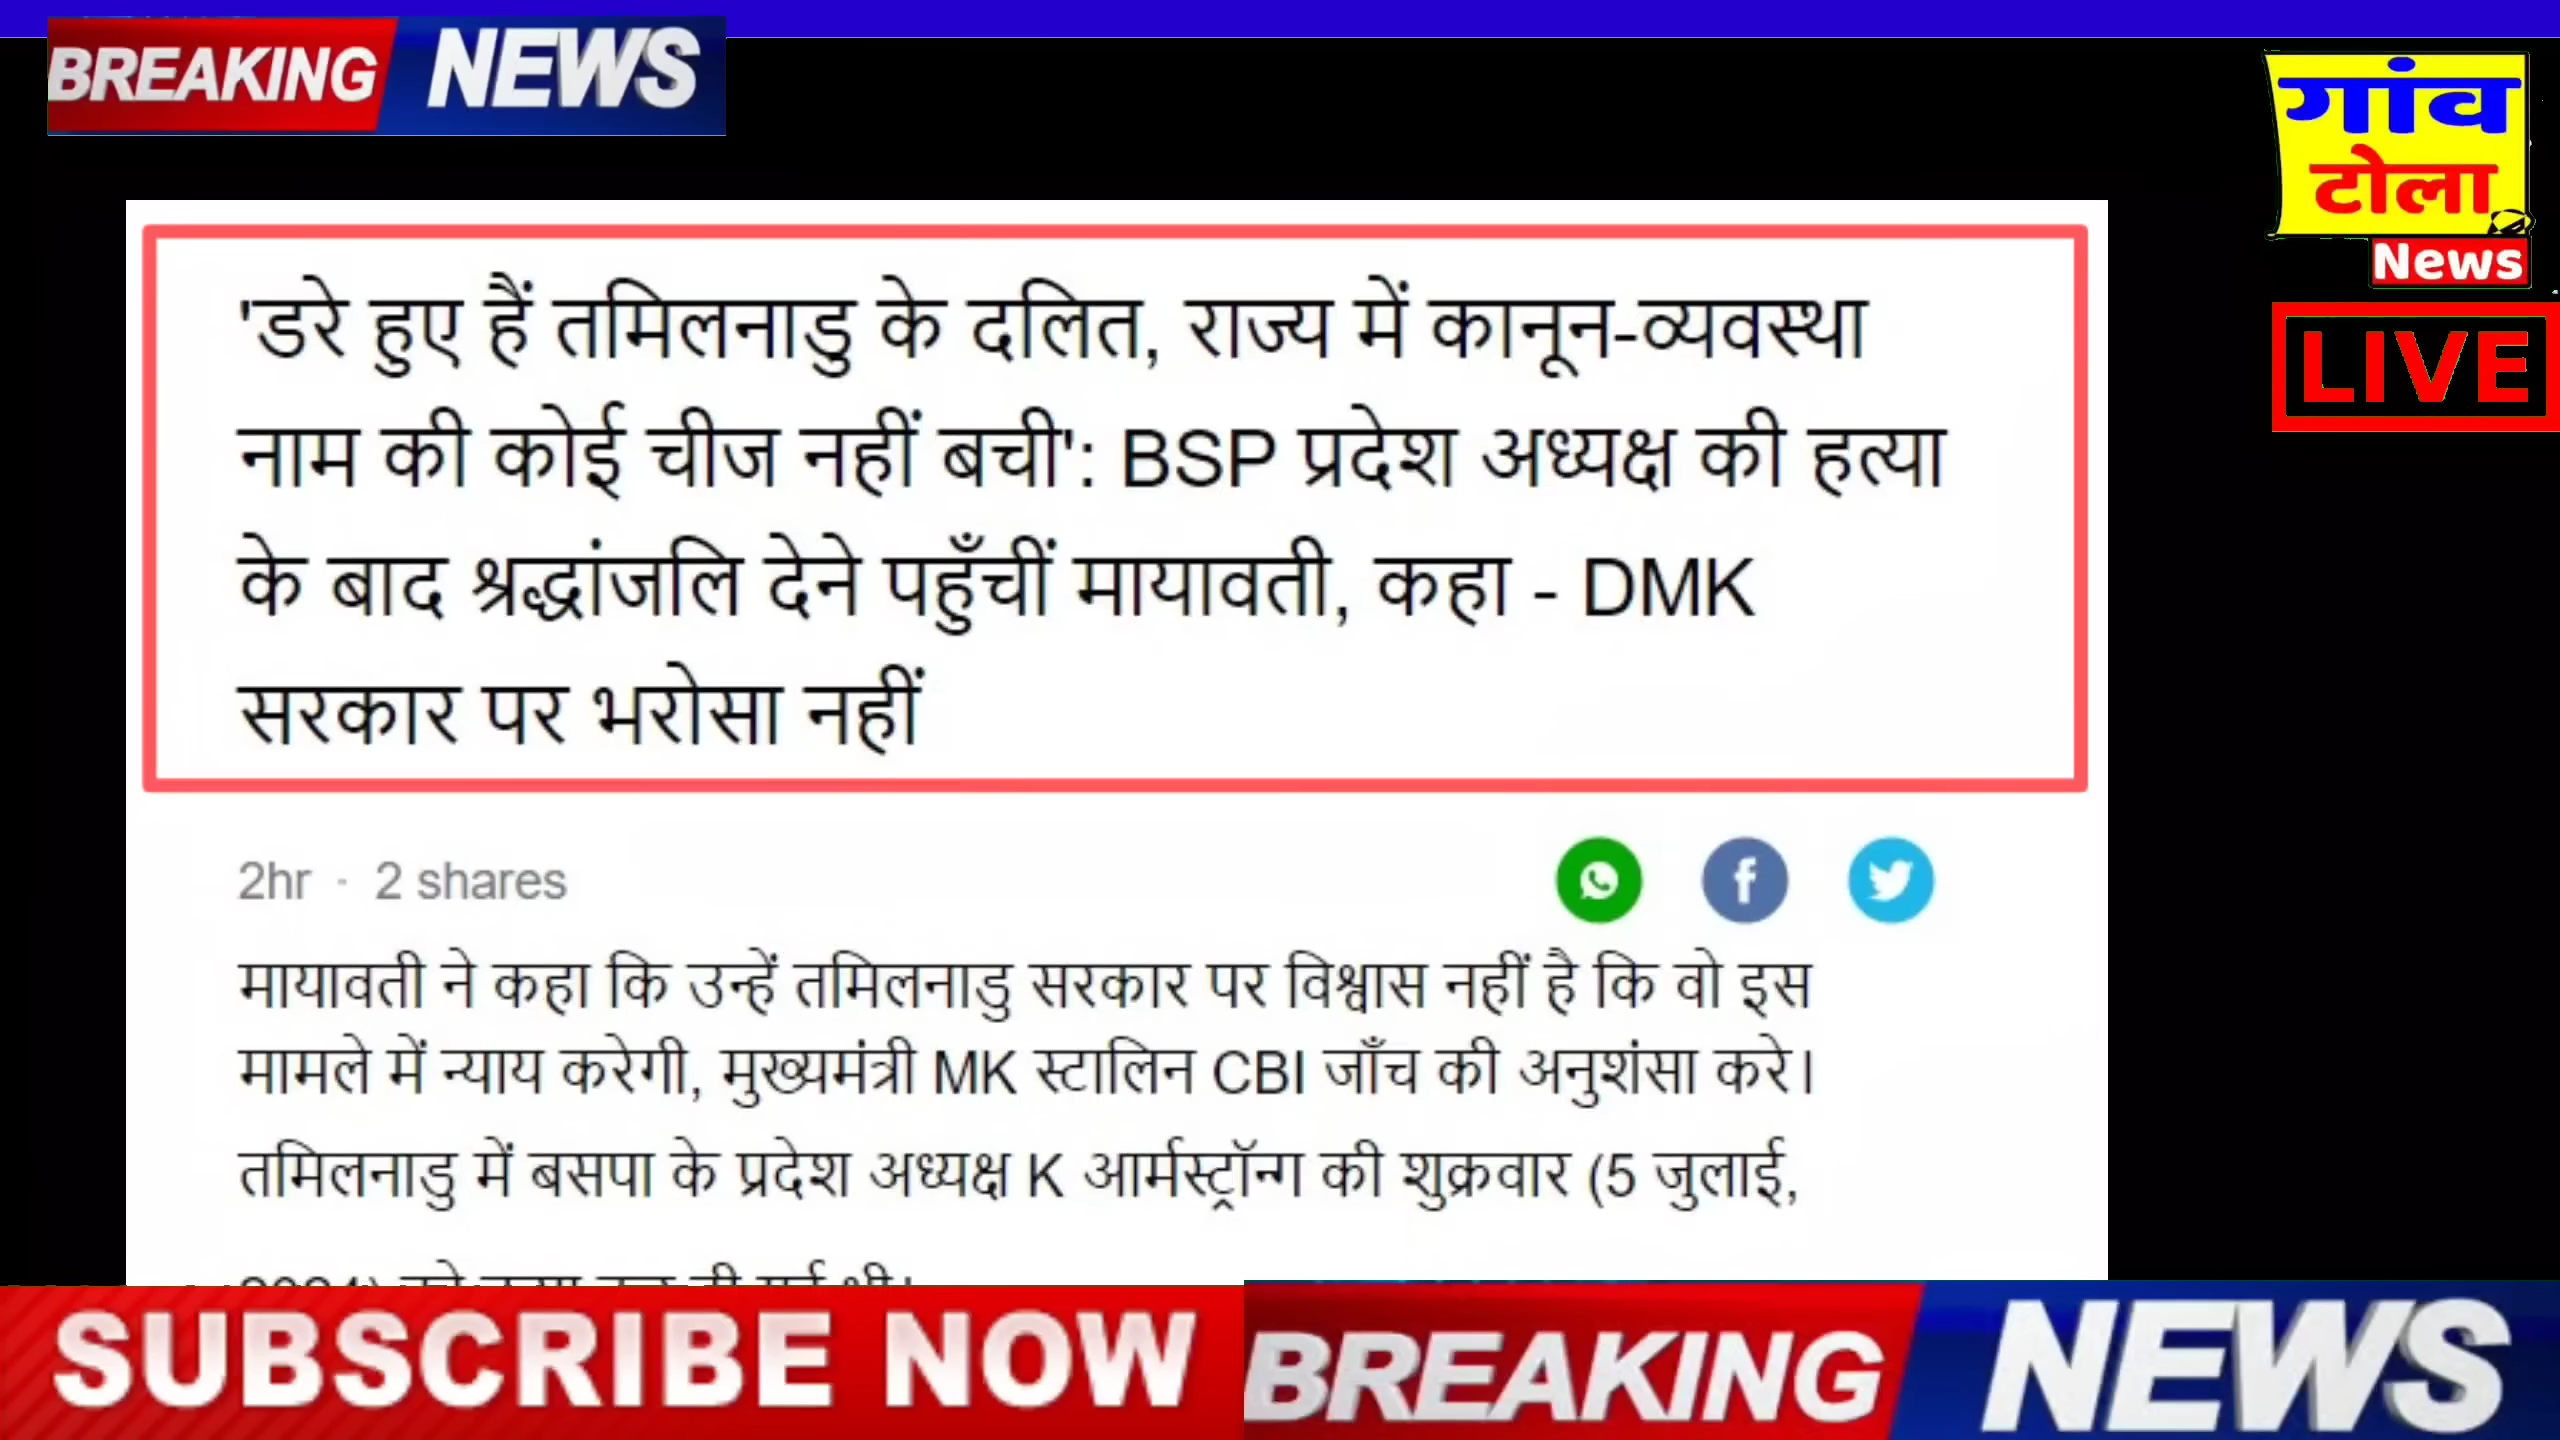 BREAKING NEWS
गांव
टोला
News
LIVE
'डरे हुए हैं तमिलनाडु के दलित, राज्य में कानून-व्यवस्था
नाम की कोई चीज नहीं बची': BSP प्रदेश अध्यक्ष की हत्या
के बाद श्रद्धांजलि देने पहुँचीं मायावती, कहा - DMK
सरकार पर भरोसा नहीं
2hr · 2 shares
मायावती ने कहा कि उन्हें तमिलनाडु सरकार पर विश्वास नहीं है कि वो इस
मामले में न्याय करेगी, मुख्यमंत्री MK स्टालिन CBI जाँच की अनुशंसा करे।
तमिलनाडु में बसपा के प्रदेश अध्यक्ष K आर्मस्ट्रॉन्ग की शुक्रवार (5 जुलाई,
SUBSCRIBE NOW
BREAKING NEWS